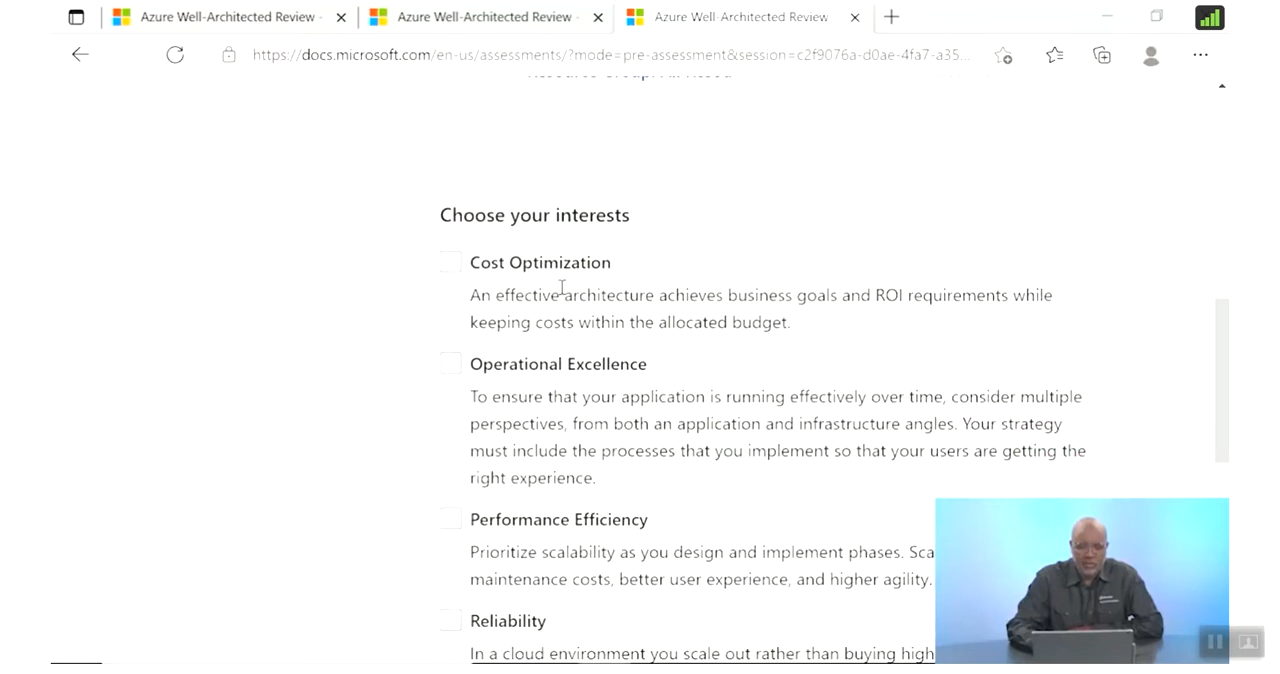 Azure Well-Architected Review
Azure Well-Architected Review
Azure Well-Architected Review
https://docs.microsoft.com/en-us/assessments/?mode=pre-assessment&session=c2f9076a-d0ae-4fa7-a35...
Choose your interests
Cost Optimization
An effective architecture achieves business goals and ROI requirements while
keeping costs within the allocated budget.
Operational Excellence
To ensure that your application is running effectively over time, consider multiple
perspectives, from both an application and infrastructure angles. Your strategy
must include the processes that you implement so that your users are getting the
right experience.
Performance Efficiency
Prioritize scalability as you design and implement phases. Sca
maintenance costs, better user experience, and higher agility.
Reliability
In a cloud environment you scale out rather than buying high